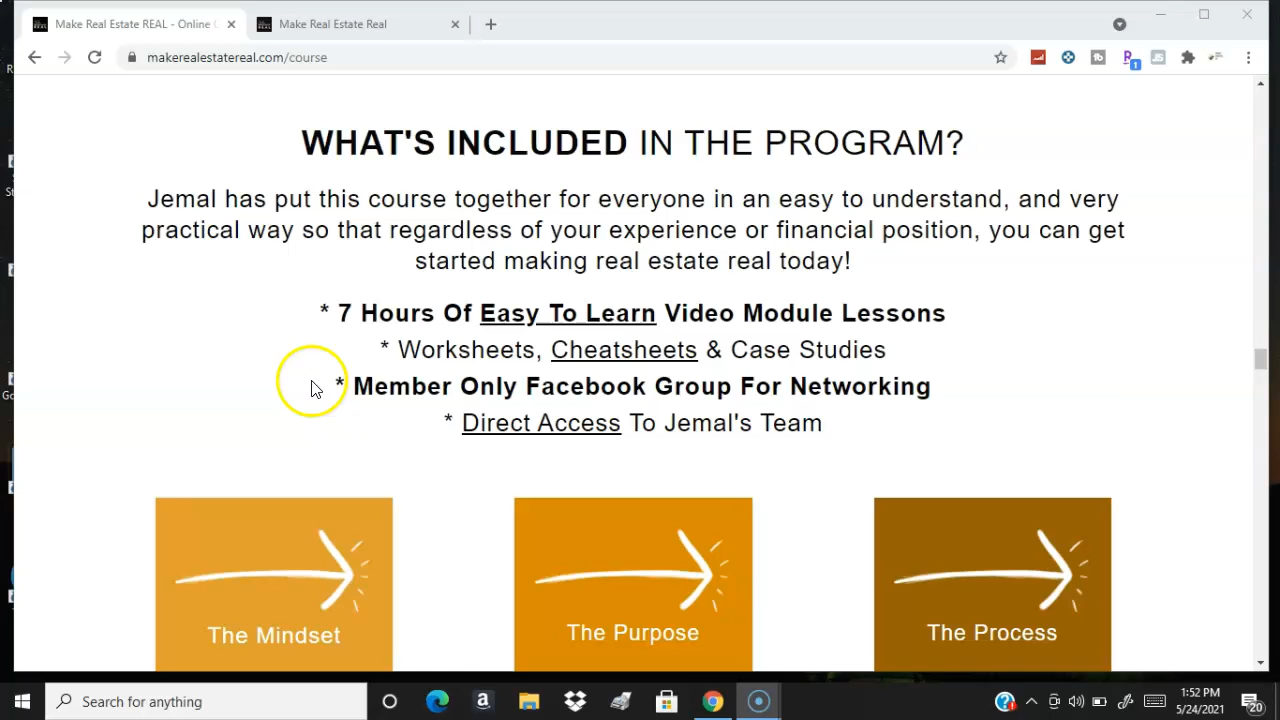 Make Real Estate REAL - Online C
Make Real Estate Real
makerealestatereal.com/course
WHAT'S INCLUDED IN THE PROGRAM?
Jemal has put this course together for everyone in an easy to understand, and very
practical way so that regardless of your experience or financial position, you can get
started making real estate real today!
* 7 Hours Of Easy To Learn Video Module Lessons
* Worksheets, Cheatsheets & Case Studies
* Member Only Facebook Group For Networking
* Direct Access To Jemal's Team
The Mindset
The Purpose
The Process
Search for anything
1:52 PM
5/24/2021
20